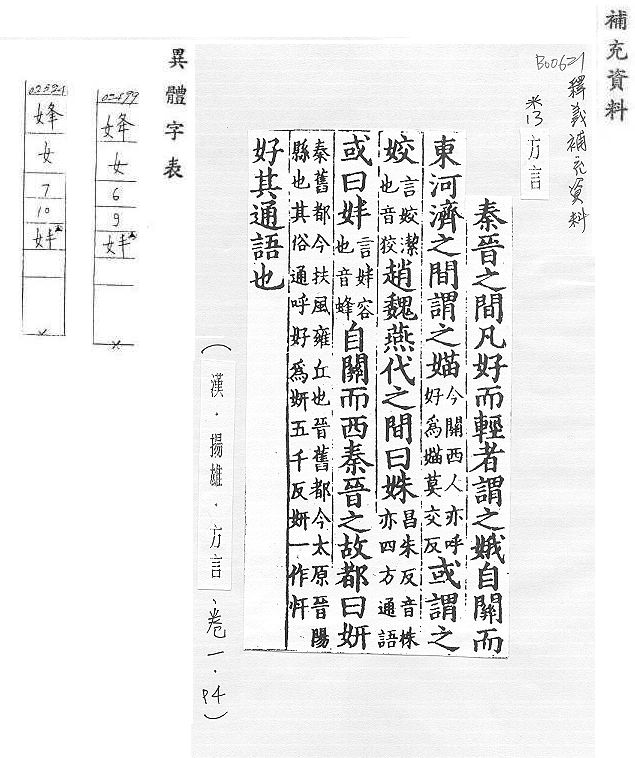 補充資料
B00621
釋義補充資料
*13
方言
秦晉之間凡好而輕者謂之娥自關而
東河濟之間謂之媌今關西人亦呼好爲媌莫交反或謂之
姣言姣潔也音狡趙魏燕代之間曰姝昌朱反音株亦四方通語
或曰妦言妦容也音蜂自關而西秦晉之故都曰妍
秦舊都今扶風雍丘也晉舊都今太原晉陽縣也其俗通呼好爲妍五千反妍一作忓
好其通語也
(漢.揚雄.方言.卷一.P4)
異體字表
02499
女
6
9
妦
×
02524
女
7
10
妦
×